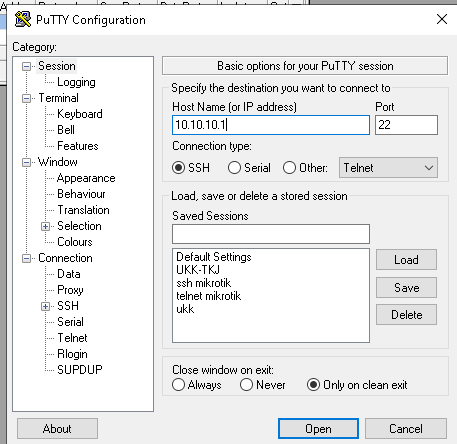 PuTTY Configuration
Category:
Session
Logging
Terminal
Keyboard
Bell
Features
Window
Appearance
Behaviour
Translation
Selection
Colours
Connection
Data
Proxy
SSH
Serial
Telnet
Rlogin
SUPDUP
Basic options for your PuTTY session
Specify the destination you want to connect to
Host Name (or IP address) Port
10.10.10.1 22
Connection type:
SSH Serial Other: Telnet
Load, save or delete a stored session
Saved Sessions
Default Settings
UKK-TKJ
ssh mikrotik
telnet mikrotik
ukk
Load
Save
Delete
Close window on exit:
Always Never Only on clean exit
About Open Cancel